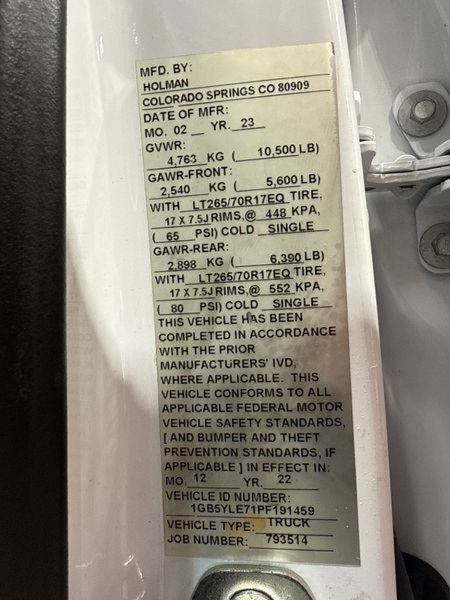 MFD. BY:
HOLMAN
COLORADO SPRINGS CO 80909
DATE OF MFR:
MO. 02 YR. 23
GVWR:
4,763 KG ( 10,500 LB)
GAWR-FRONT:
2,540 KG ( 5,600 LB)
WITH LT265/70R17EQ TIRE,
17 X 7.5J RIMS,@ 448 KPA,
( 65 PSI) COLD SINGLE
GAWR-REAR:
2,898 KG ( 6,390 LB)
WITH LT265/70R17EQ TIRE,
17 X 7.5J RIMS,@ 552 KPA,
( 80 PSI) COLD SINGLE
THIS VEHICLE HAS BEEN
COMPLETED IN ACCORDANCE
WITH THE PRIOR
MANUFACTURERS' IVD,
WHERE APPLICABLE. THIS
VEHICLE CONFORMS TO ALL
APPLICABLE FEDERAL MOTOR
VEHICLE SAFETY STANDARDS,
[ AND BUMPER AND THEFT
PREVENTION STANDARDS, IF
APPLICABLE ] IN EFFECT IN:
MO. 12 YR. 22
VEHICLE ID NUMBER:
1GB5YLE71PF191459
VEHICLE TYPE: TRUCK
JOB NUMBER: 793514